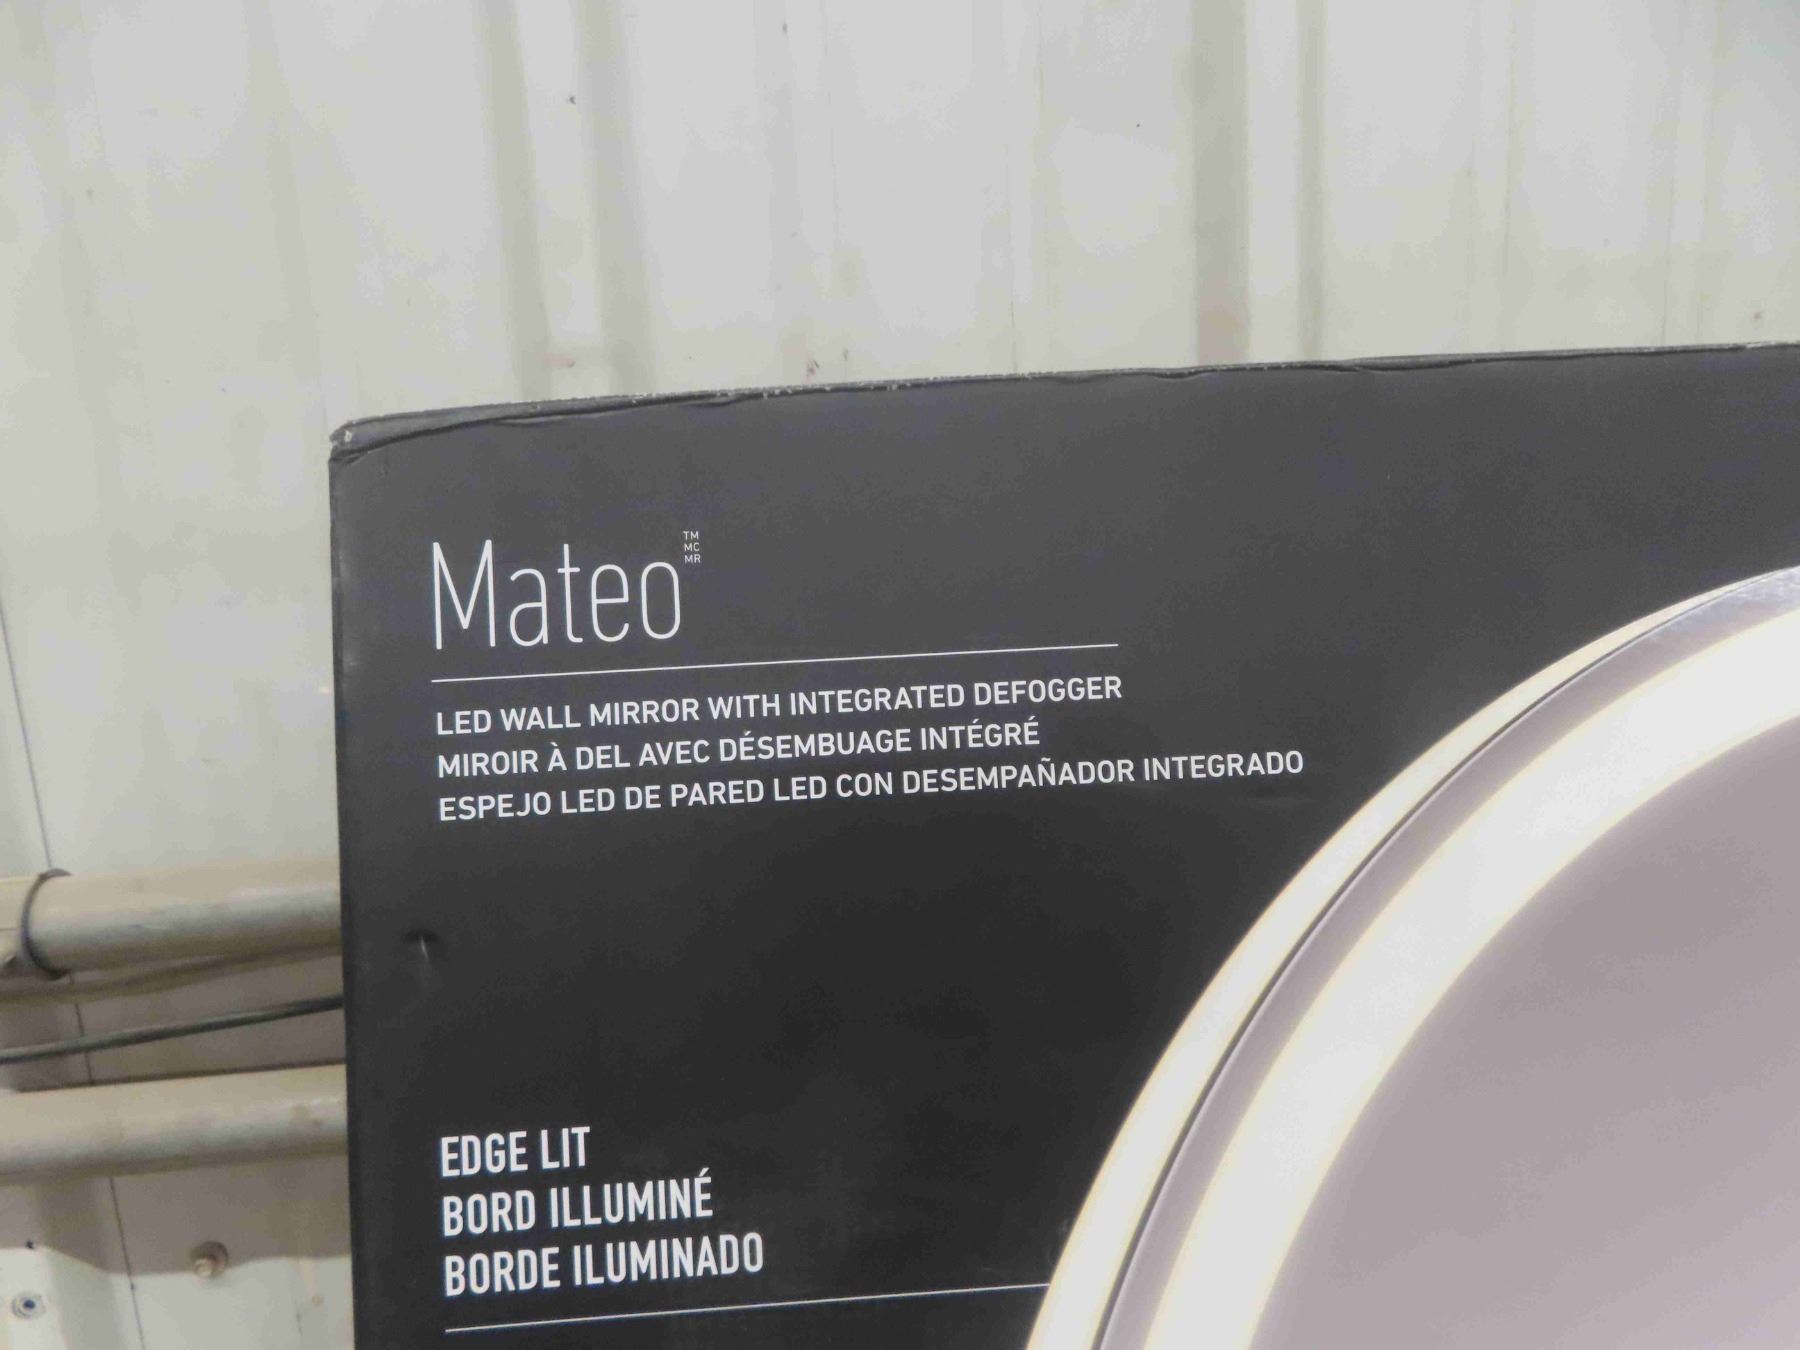 Mateo
TM
MC
MR
LED WALL MIRROR WITH INTEGRATED DEFOGGER
MIROIR À DEL AVEC DÉSEMBUAGE INTÉGRÉ
ESPEJO LED DE PARED LED CON DESEMPAÑADOR INTEGRADO
EDGE LIT
BORD ILLUMINÉ
BORDE ILUMINADO